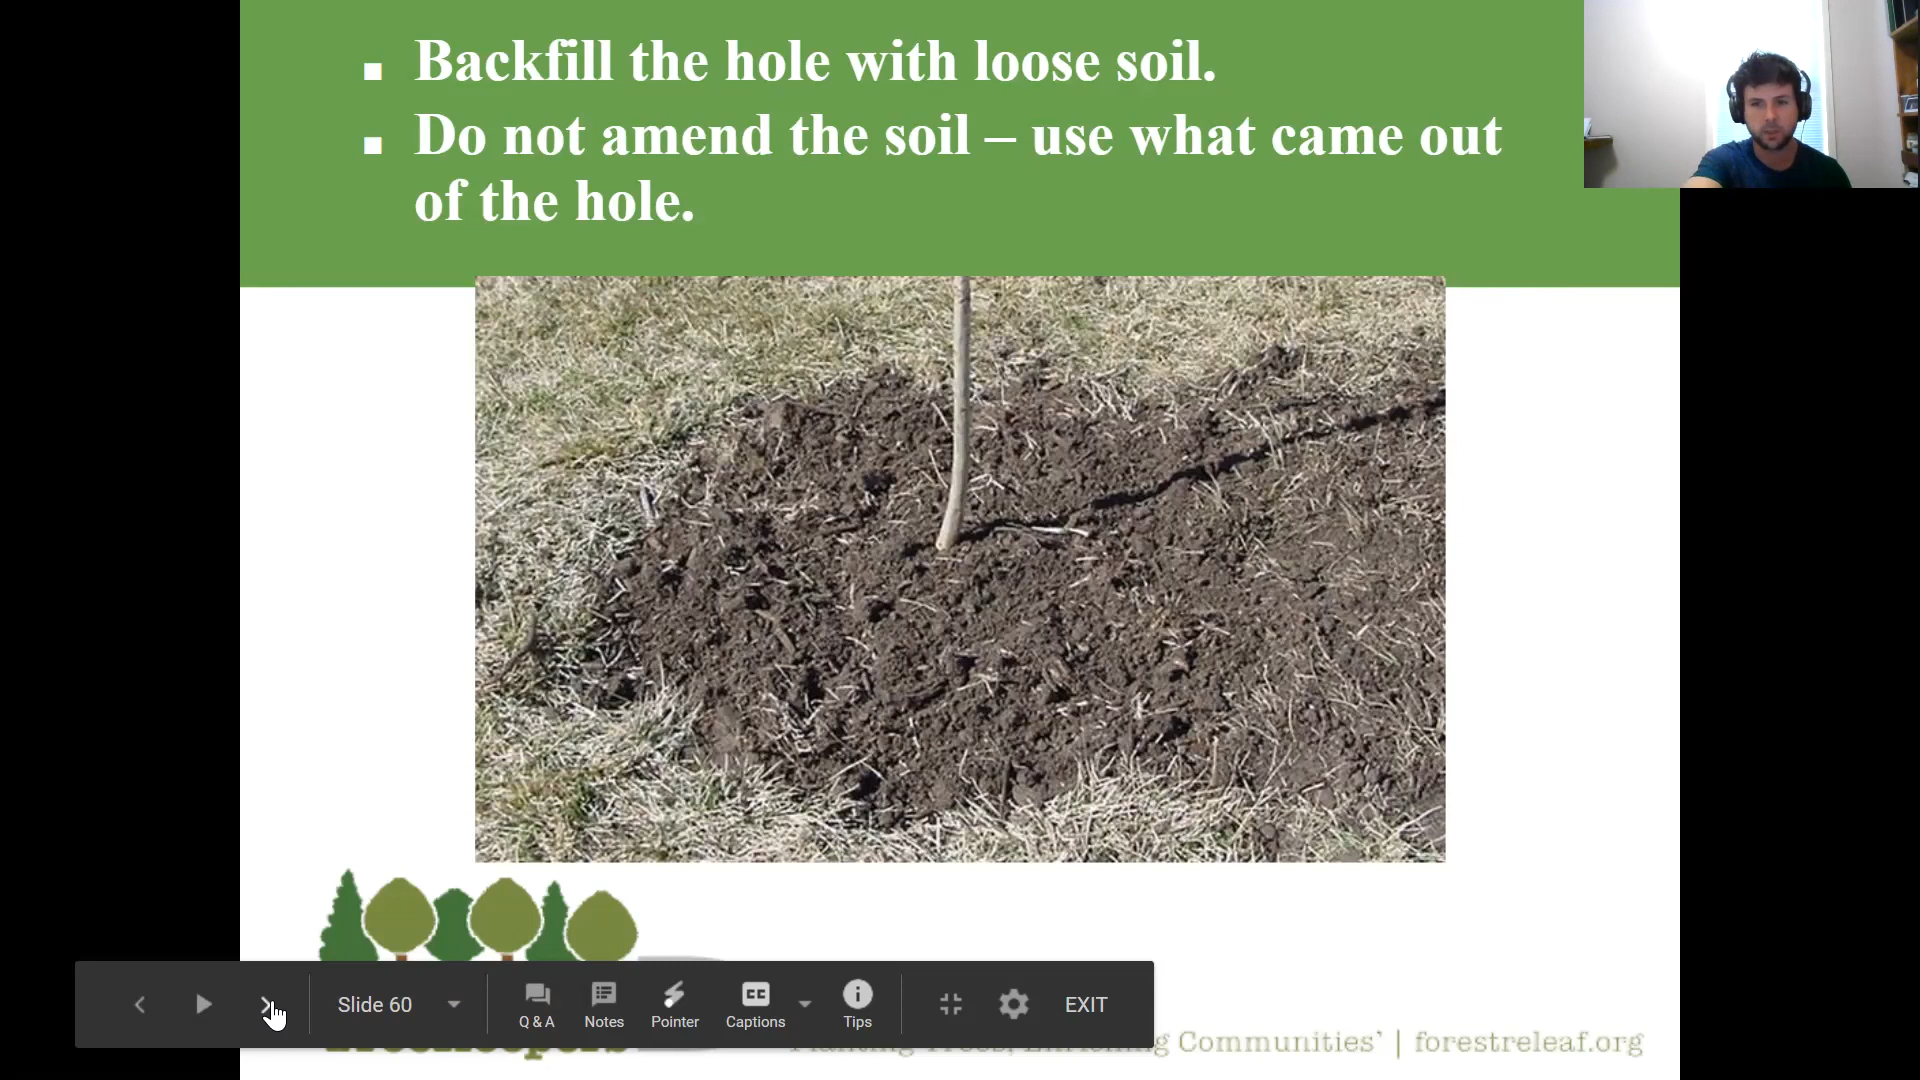 ▪ Backfill the hole with loose soil.
▪ Do not amend the soil – use what came out
of the hole.
Slide 60
Q & A
Notes
Pointer
Captions
Tips
EXIT
Communities` | forestreleaf.org